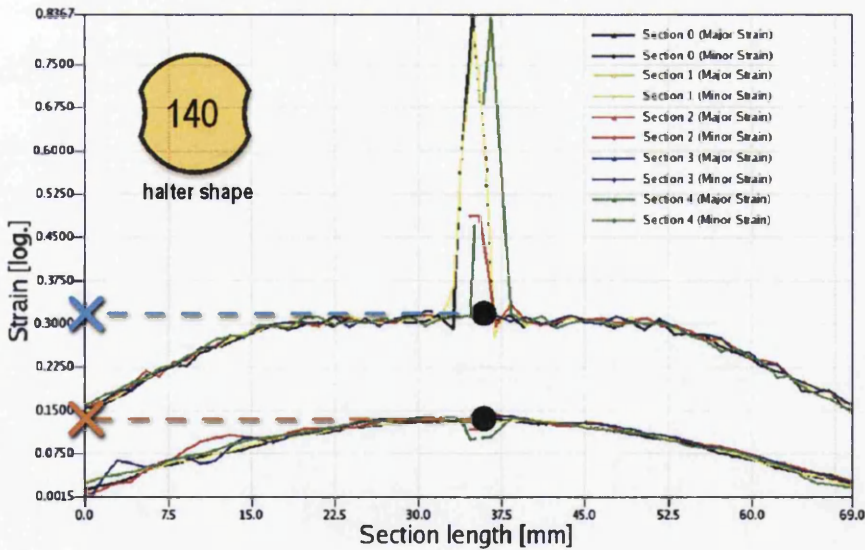 0.8367
0.7500
0.6750
0.6000
0.5250
0.4500
0.3750
0.3000
0.2250
0.1500
0.0750
0.0015
Strain [log.]
140
halter shape
Section 0 (Major Strain)
Section 0 (Minor Strain)
Section 1 (Major Strain)
Section 1 (Minor Strain)
Section 2 (Major Strain)
Section 2 (Minor Strain)
Section 3 (Major Strain)
Section 3 (Minor Strain)
Section 4 (Major Strain)
Section 4 (Minor Strain)
0.0 7.5 15.0 22.5 30.0 37.5 45.0 52.5 60.0 69.0
Section length [mm]